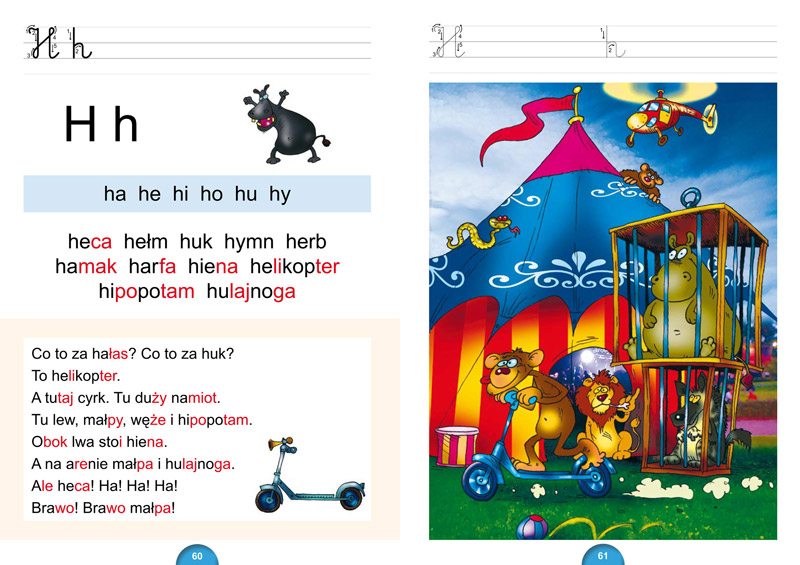 H h
H h
ha he hi ho hu hy
heca hełm huk hymn herb
hamak harfa hiena helikopter
hipopotam hulajnoga
Co to za hałas? Co to za huk?
To helikopter.
A tutaj cyrk. Tu duży namiot.
Tu lew, małpy, węże i hipopotam.
Obok lwa stoi hiena.
A na arenie małpa i hulajnoga.
Ale heca! Ha! Ha! Ha!
Brawo! Brawo małpa!
60
H h
61